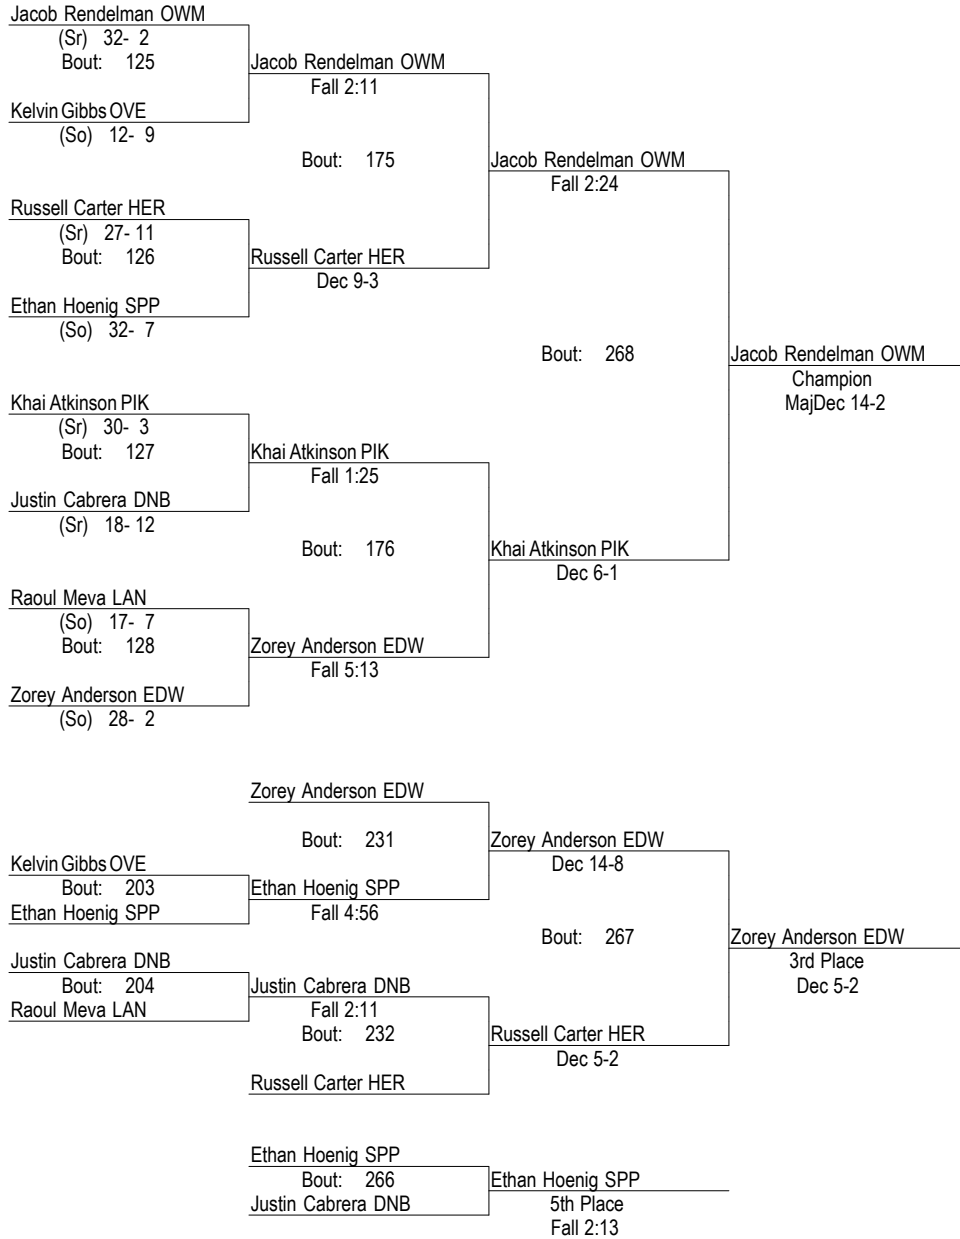 Jacob Rendelman OWM
(Sr) 32- 2
Bout: 125
Jacob Rendelman OWM
Fall 2:11
Kelvin Gibbs OVE
(So) 12- 9
Bout: 175
Jacob Rendelman OWM
Fall 2:24
Russell Carter HER
(Sr) 27- 11
Bout: 126
Russell Carter HER
Dec 9-3
Ethan Hoenig SPP
(So) 32- 7
Bout: 268
Jacob Rendelman OWM
Champion
MajDec 14-2
Khai Atkinson PIK
(Sr) 30- 3
Bout: 127
Khai Atkinson PIK
Fall 1:25
Justin Cabrera DNB
(Sr) 18- 12
Bout: 176
Khai Atkinson PIK
Dec 6-1
Raoul Meva LAN
(So) 17- 7
Bout: 128
Zorey Anderson EDW
Fall 5:13
Zorey Anderson EDW
(So) 28- 2
Zorey Anderson EDW
Bout: 231
Zorey Anderson EDW
Dec 14-8
Kelvin Gibbs OVE
Bout: 203
Ethan Hoenig SPP
Ethan Hoenig SPP
Fall 4:56
Bout: 267
Zorey Anderson EDW
3rd Place
Dec 5-2
Justin Cabrera DNB
Bout: 204
Raoul Meva LAN
Justin Cabrera DNB
Fall 2:11
Bout: 232
Russell Carter HER
Dec 5-2
Russell Carter HER
Ethan Hoenig SPP
Bout: 266
Justin Cabrera DNB
Ethan Hoenig SPP
5th Place
Fall 2:13